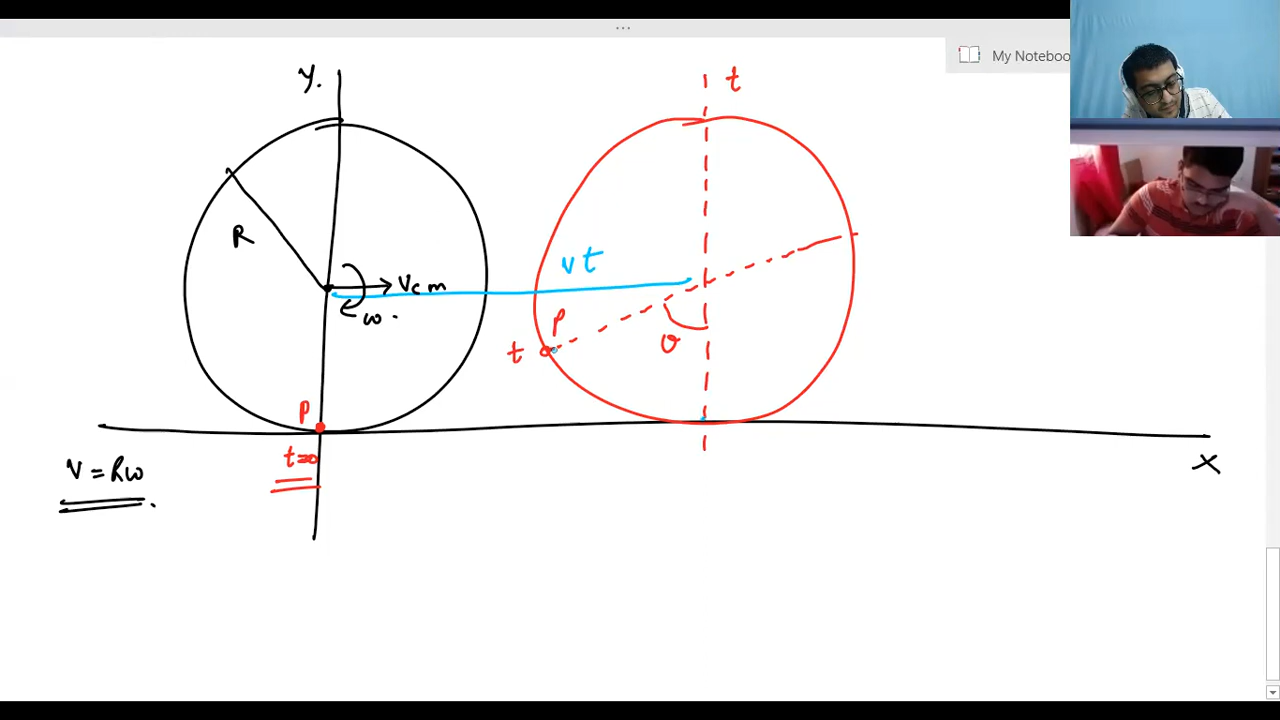 ...
My Noteboo
y.
t
R
vt
Vcm
ω.
P
t
θ
P
t=0
V=Rω
X